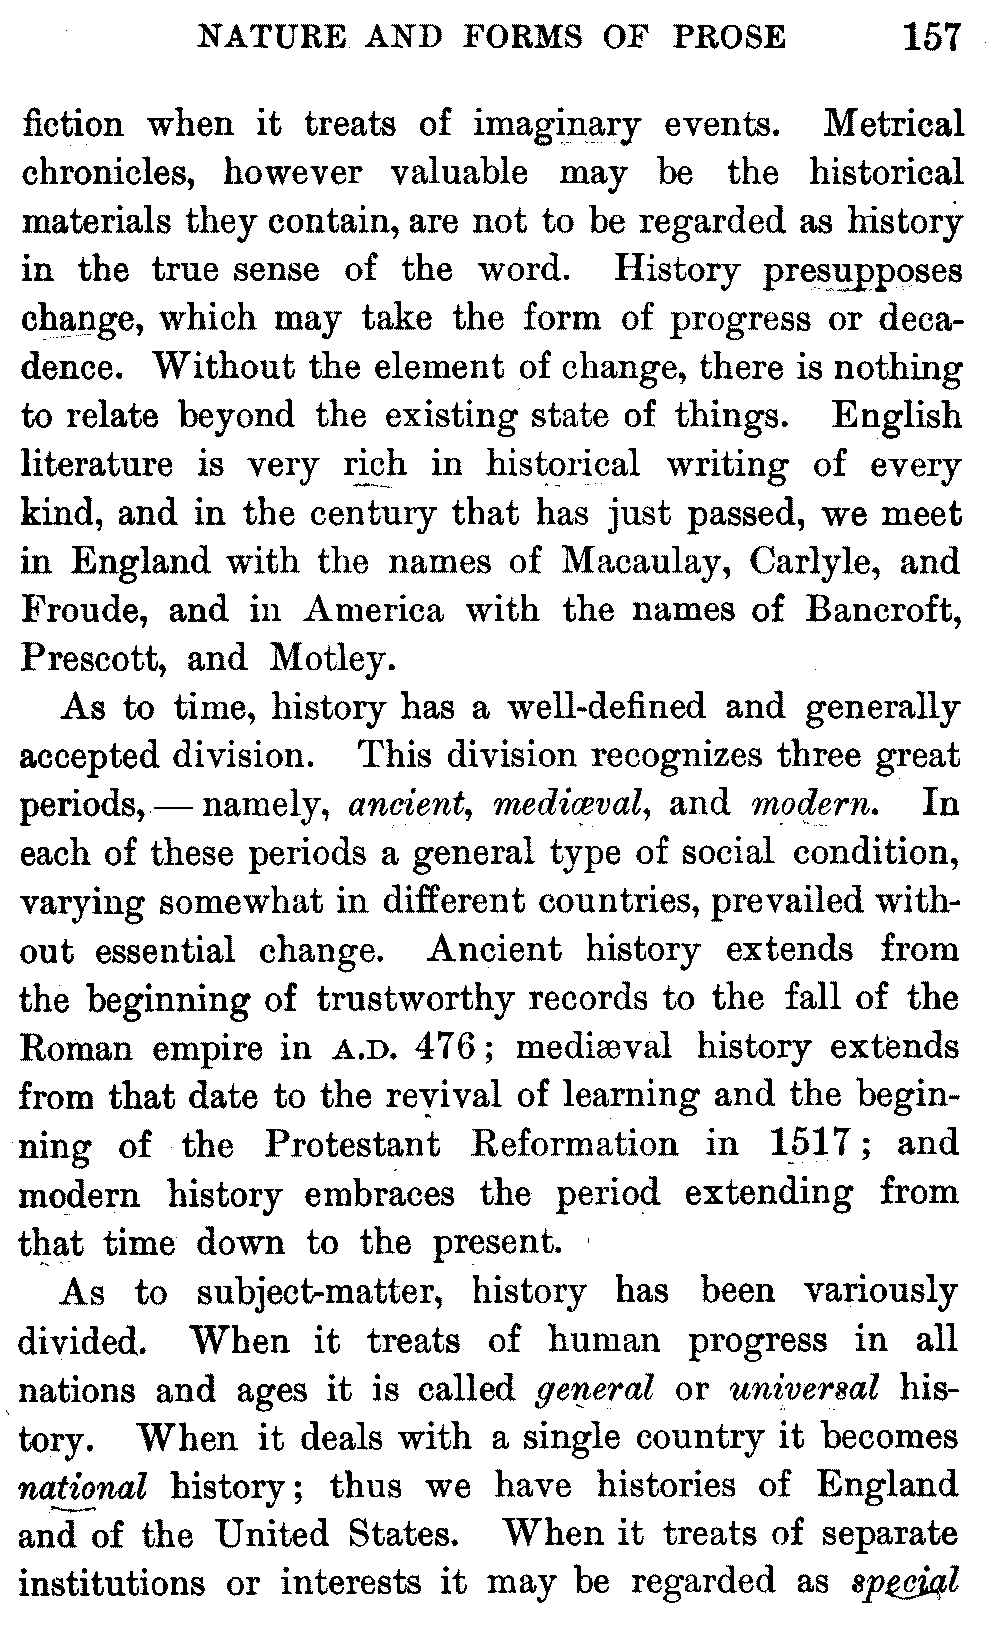 NATURE AND FORMS OF PROSE 157
fiction when it treats of imaginary events. Metrical
chronicles, however valuable may be the historical
materials they contain, are not to be regarded as history
in the true sense of the word. History presupposes
change, which may take the form of progress or deca-
dence. Without the element of change, there is nothing
to relate beyond the existing state of things. English
literature is very rich in historical writing of every
kind, and in the century that has just passed, we meet
in England with the names of Macaulay, Carlyle, and
Froude, and in America with the names of Bancroft,
Prescott, and Motley.
As to time, history has a well-defined and generally
accepted division. This division recognizes three great
periods, — namely, ancient, mediæval, and modern. In
each of these periods a general type of social condition,
varying somewhat in different countries, prevailed with-
out essential change. Ancient history extends from
the beginning of trustworthy records to the fall of the
Roman empire in A.D. 476; mediæval history extends
from that date to the revival of learning and the begin-
ning of the Protestant Reformation in 1517; and
modern history embraces the period extending from
that time down to the present.
As to subject-matter, history has been variously
divided. When it treats of human progress in all
nations and ages it is called general or universal his-
tory. When it deals with a single country it becomes
national history; thus we have histories of England
and of the United States. When it treats of separate
institutions or interests it may be regarded as special